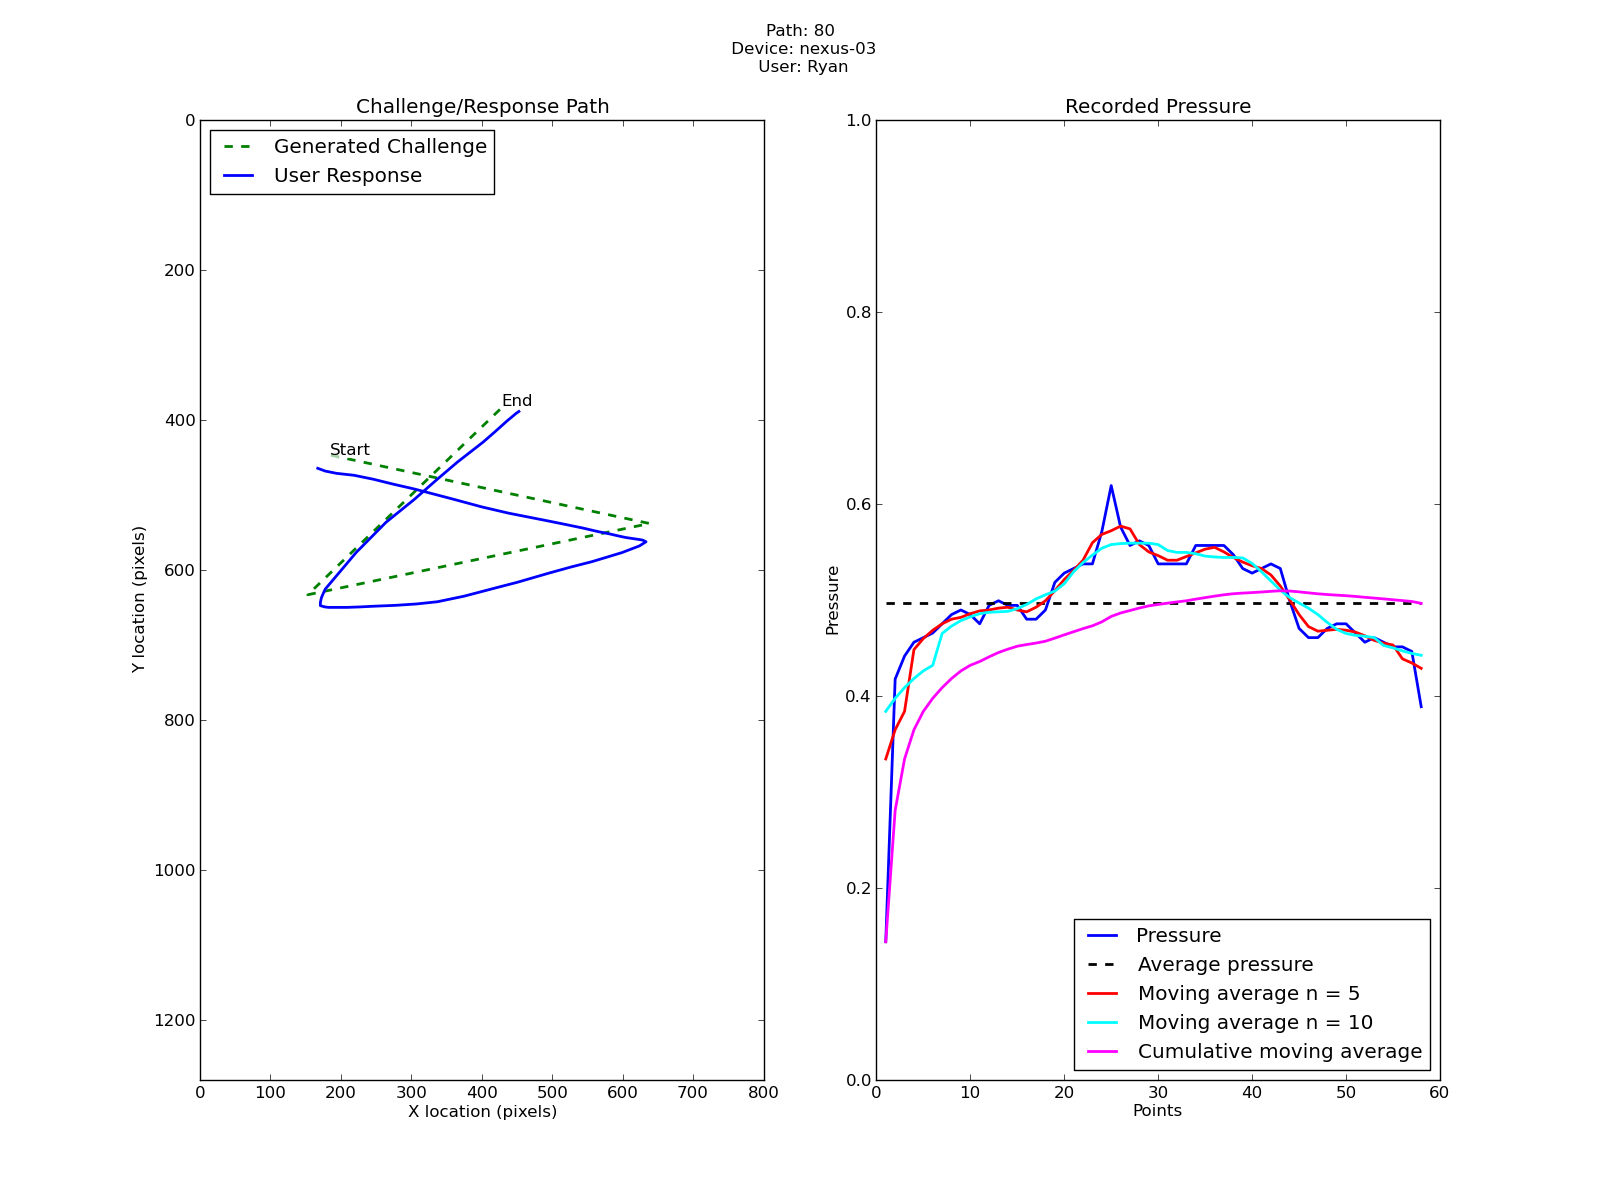 Path: 80
Device: nexus-03
User: Ryan
Challenge/Response Path
Generated Challenge
User Response
End
Start
0
200
400
600
800
1000
1200
Y location (pixels)
0 100 200 300 400 500 600 700 800
X location (pixels)
Recorded Pressure
1.0
0.8
0.6
0.4
0.2
0.0
Pressure
Pressure
Average pressure
Moving average n = 5
Moving average n = 10
Cumulative moving average
0 10 20 30 40 50 60
Points